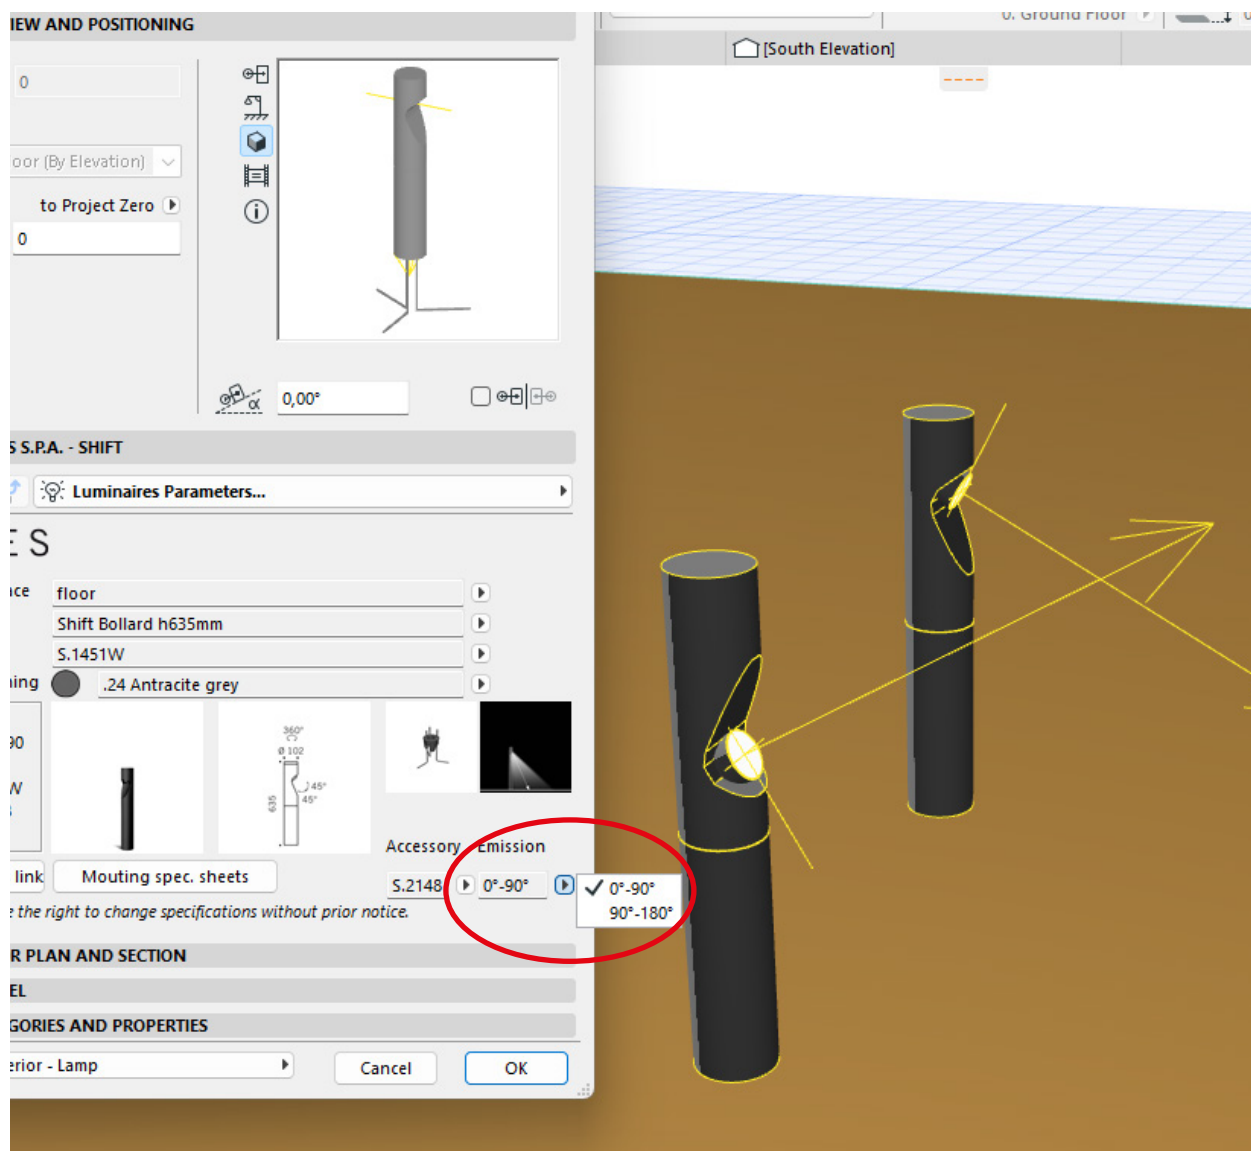 IEW AND POSITIONING
0. Ground Floor
[South Elevation]
0
oor (By Elevation)
to Project Zero
0
α
0,00°
S S.P.A. - SHIFT
Luminaires Parameters...
E S
ace
floor
Shift Bollard h635mm
S.1451W
ning
.24 Antracite grey
90
W
360°
Ø 102
635
45°
45°
Accessory
Emission
link
Mouting spec. sheets
S.2148
0°-90°
0°-90°
90°-180°
e the right to change specifications without prior notice.
R PLAN AND SECTION
EL
GORIES AND PROPERTIES
erior - Lamp
Cancel
OK